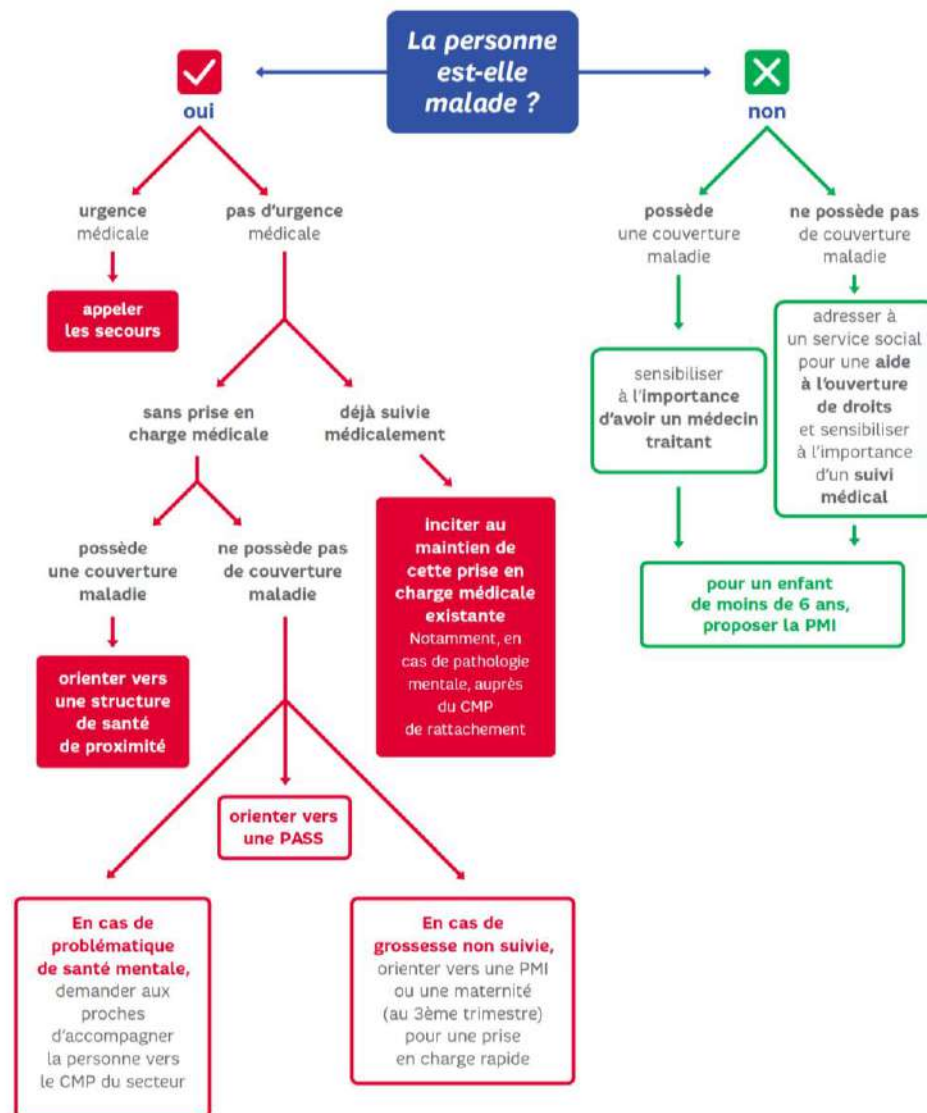 La personne
est-elle
malade ?
oui
non
urgence
médicale
pas d'urgence
médicale
possède
une couverture
maladie
ne possède pas
de couverture
maladie
appeler
les secours
sensibiliser
à l'importance
d'avoir un médecin
traitant
adresser à
un service social
pour une aide
à l'ouverture
de droits
et sensibiliser
à l'importance
d'un suivi
médical
sans prise en
charge médicale
déjà suivie
médicalement
possède
une couverture
maladie
ne possède pas
de couverture
maladie
inciter au
maintien de
cette prise en
charge médicale
existante
Notamment, en
cas de pathologie
mentale, auprès
du CMP
de rattachement
pour un enfant
de moins de 6 ans,
proposer la PMI
orienter vers
une structure
de santé
de proximité
orienter vers
une PASS
En cas de
problématique
de santé mentale,
demander aux
proches
d'accompagner
la personne vers
le CMP du secteur
En cas de
grossesse non suivie,
orienter vers une PMI
ou une maternité
(au 3ème trimestre)
pour une prise
en charge rapide